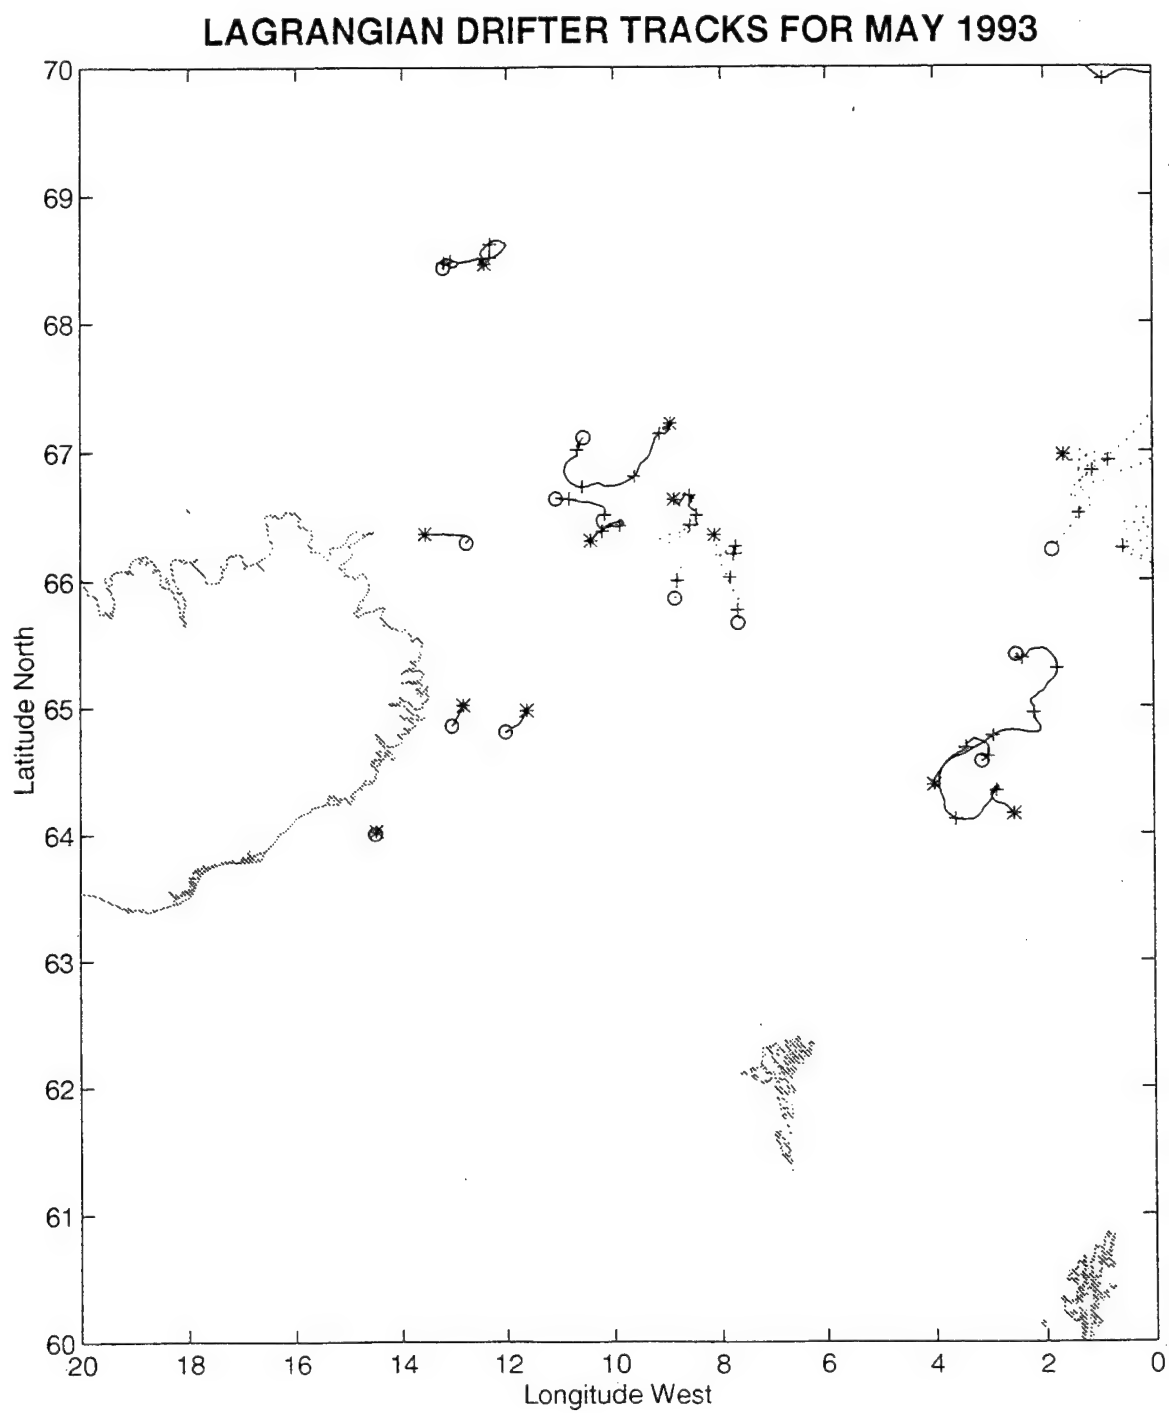 LAGRANGIAN DRIFTER TRACKS FOR MAY 1993
70
69
68
67
66
65
64
63
62
61
60
Latitude North
20 18 16 14 12 10 8 6 4 2 0
Longitude West